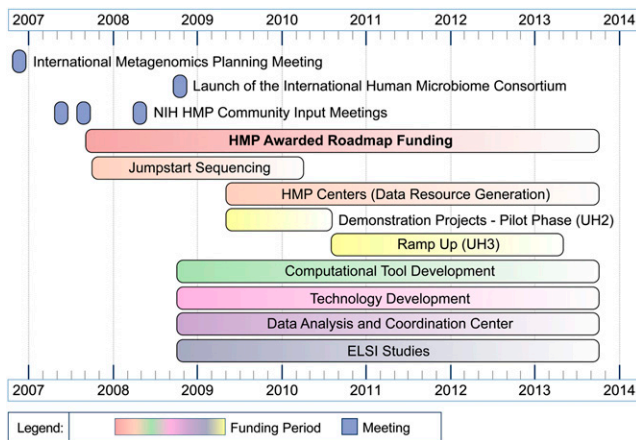 2007 2008 2009 2010 2011 2012 2013 2014
International Metagenomics Planning Meeting
Launch of the International Human Microbiome Consortium
NIH HMP Community Input Meetings
HMP Awarded Roadmap Funding
Jumpstart Sequencing
HMP Centers (Data Resource Generation)
Demonstration Projects - Pilot Phase (UH2)
Ramp Up (UH3)
Computational Tool Development
Technology Development
Data Analysis and Coordination Center
ELSI Studies
2007 2008 2009 2010 2011 2012 2013 2014
Legend: Funding Period Meeting